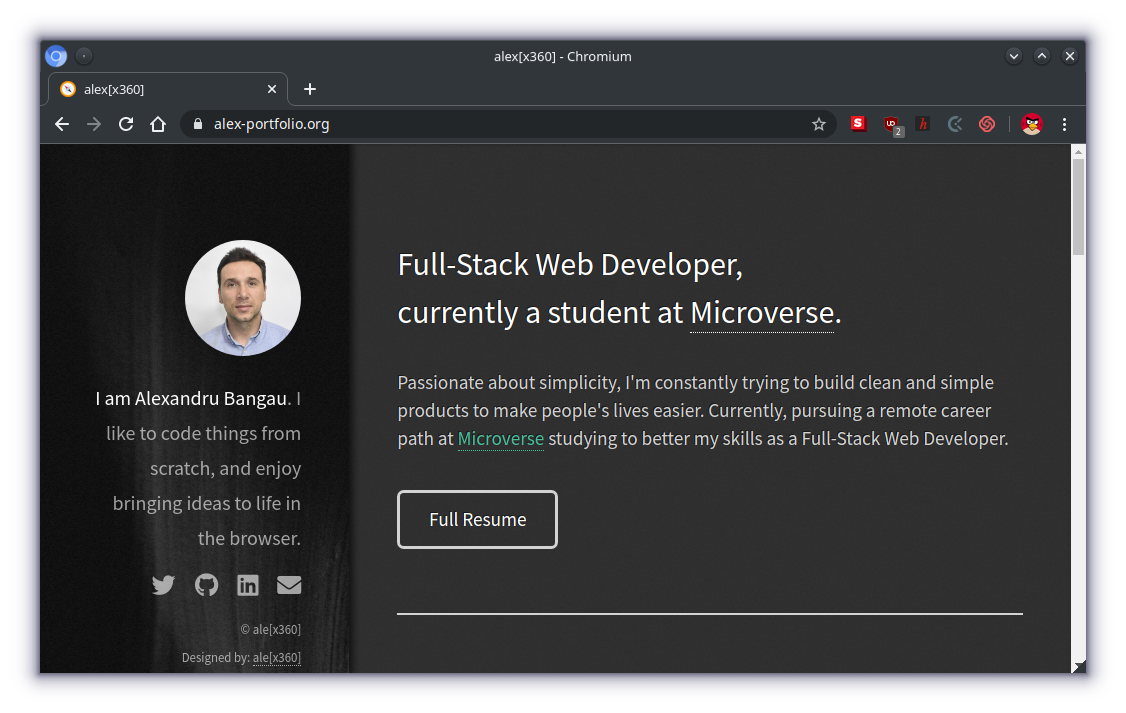 alex[x360] - Chromium
alex[x360]
alex-portfolio.org
S
UD
2
h
I am Alexandru Bangau. I
like to code things from
scratch, and enjoy
bringing ideas to life in
the browser.
in
© ale[x360]
Designed by: ale[x360]
Full-Stack Web Developer,
currently a student at Microverse.
Passionate about simplicity, I'm constantly trying to build clean and simple
products to make people's lives easier. Currently, pursuing a remote career
path at Microverse studying to better my skills as a Full-Stack Web Developer.
Full Resume